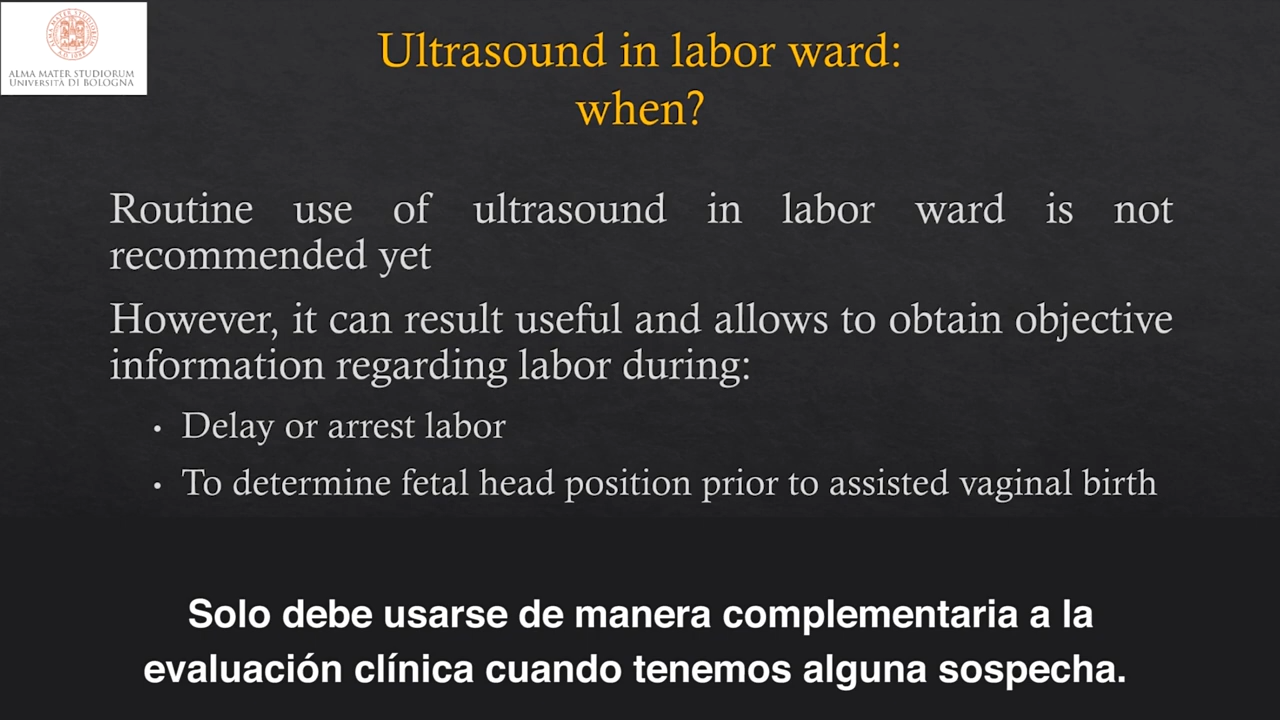 ALMA MATER STUDIORUM
UNIVERSITÀ DI BOLOGNA
Ultrasound in labor ward:
when?
Routine use of ultrasound in labor ward is not
recommended yet
However, it can result useful and allows to obtain objective
information regarding labor during:
• Delay or arrest labor
• To determine fetal head position prior to assisted vaginal birth
Solo debe usarse de manera complementaria a la
evaluación clínica cuando tenemos alguna sospecha.